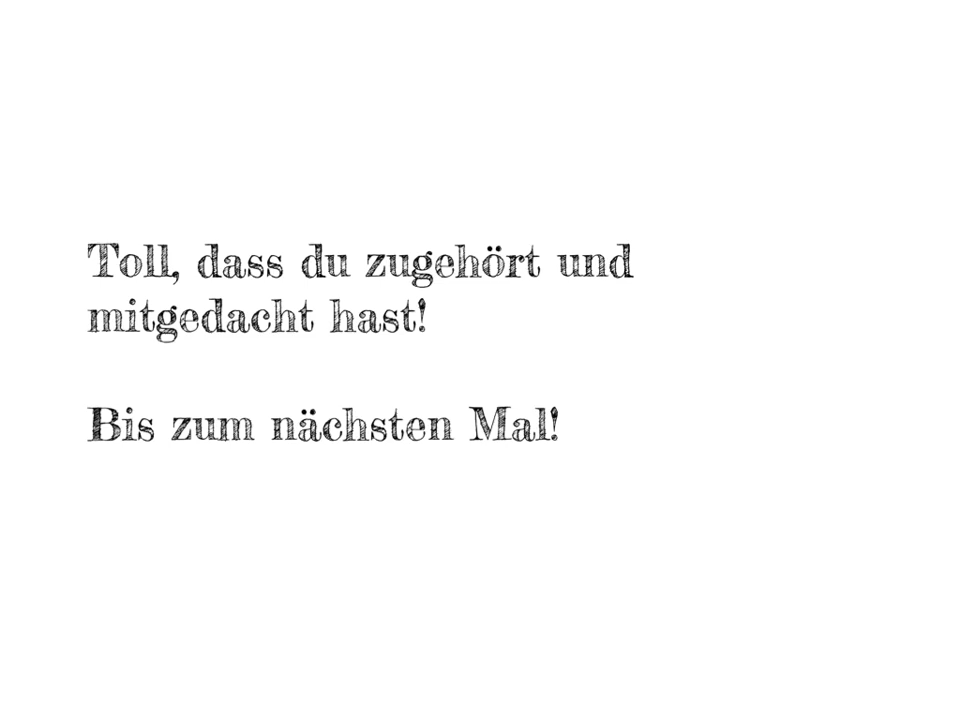 Toll, dass du zugehört und
mitgedacht hast!
Bis zum nächsten Mal!